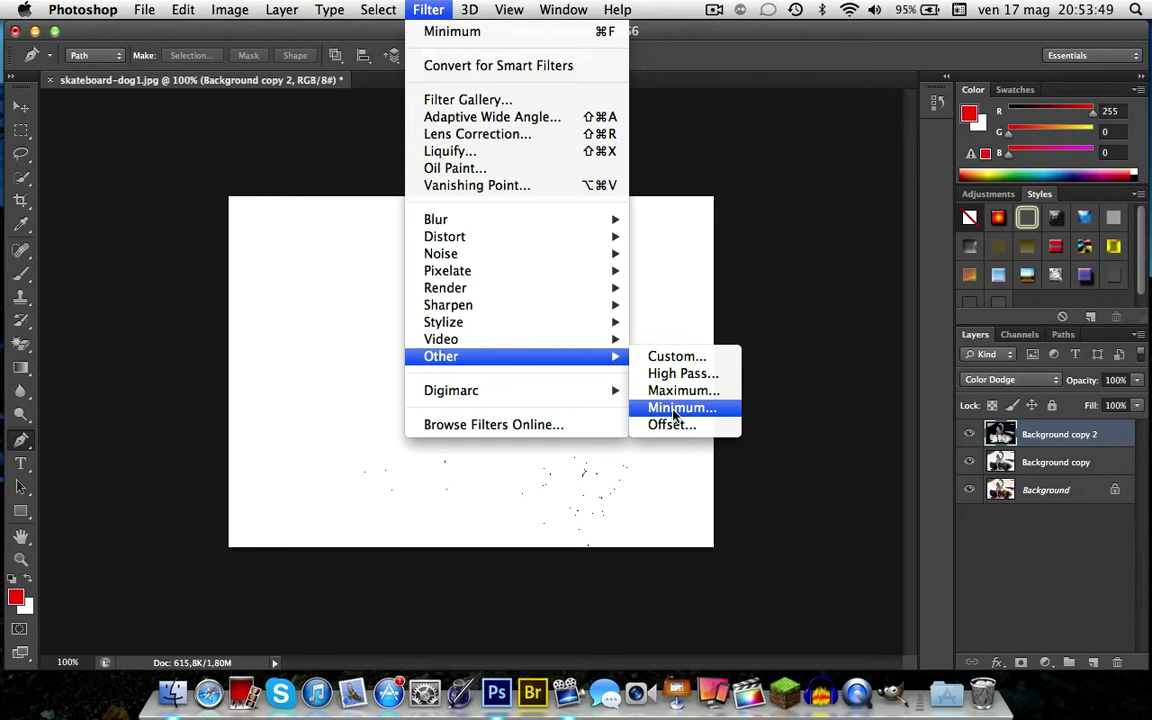 Photoshop File Edit Image Layer Type Select Filter 3D View Window Help 95% ven 17 mag 20:53:49
Path Make: Selection... Mask Shape Essentials
skateboard-dog1.jpg @ 100% (Background copy 2, RGB/8#) *
Minimum ⌘F
Convert for Smart Filters
Filter Gallery...
Adaptive Wide Angle... ⇧⌘A
Lens Correction... ⇧⌘R
Liquify... ⇧⌘X
Oil Paint...
Vanishing Point... ⌥⌘V
Blur
Distort
Noise
Pixelate
Render
Sharpen
Stylize
Video
Other
Digimarc
Browse Filters Online...
Custom...
High Pass...
Maximum...
Minimum...
Offset...
Color Swatches
R 255
G 0
B 0
Adjustments Styles
Layers Channels Paths
Kind
Color Dodge Opacity: 100%
Lock: Fill: 100%
Background copy 2
Background copy
Background
100% Doc: 615,8K/1,80M
Ps Br